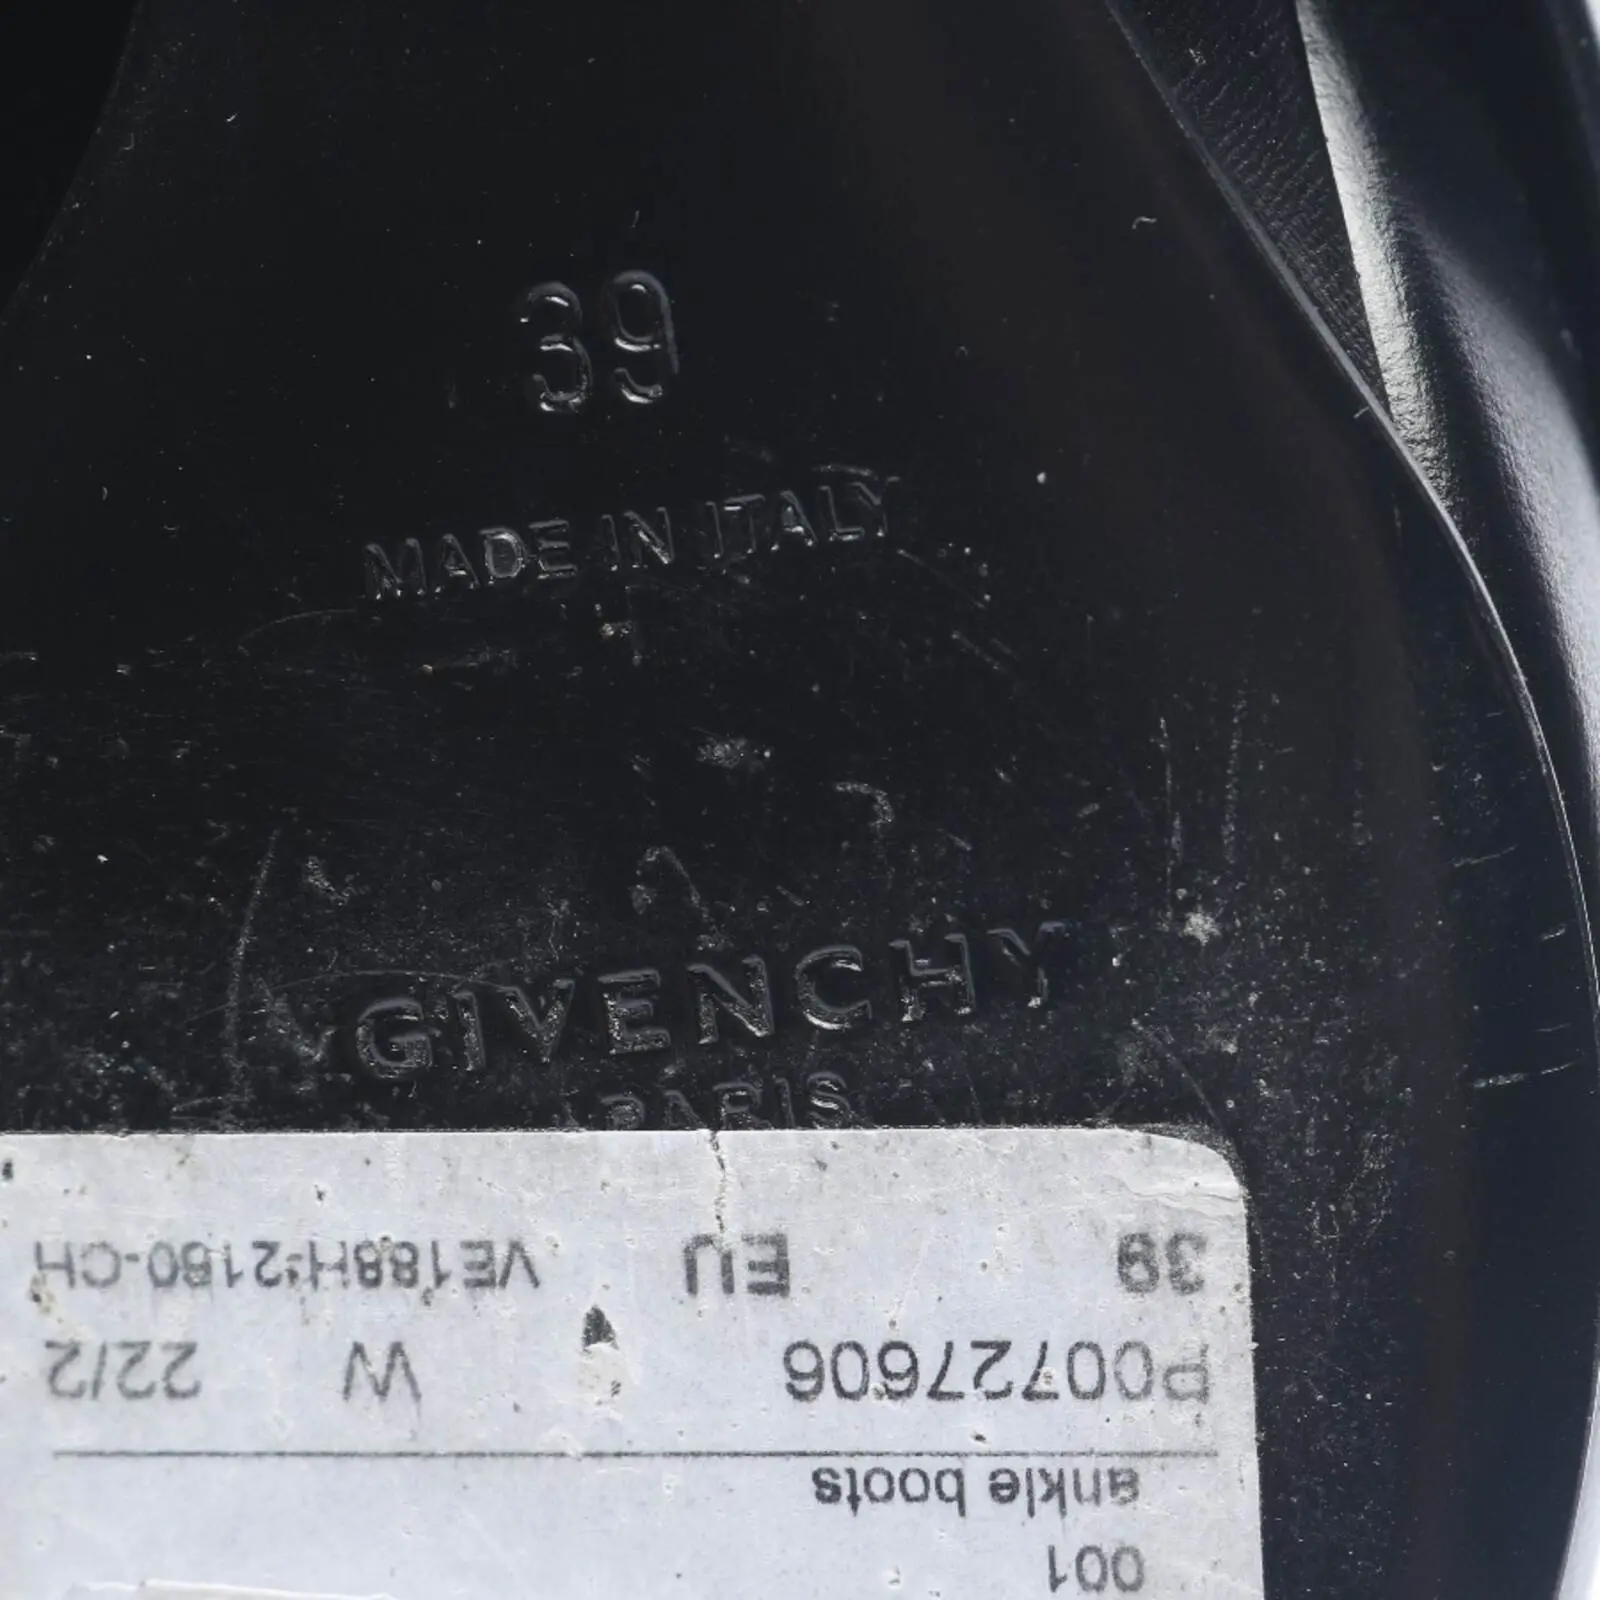 39
MADE IN ITALY
GIVENCHY
PARIS
001
ankle boots
P00727606 W 22/2
39 EU VE188H-2180-CH